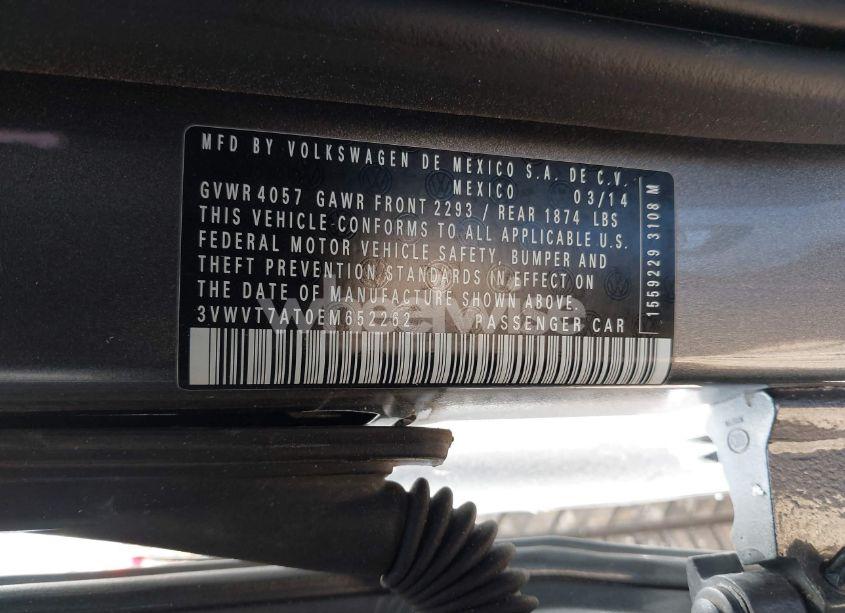 MFD BY VOLKSWAGEN DE MEXICO S.A. DE C.V.
MEXICO 03/14
GVWR 4057 GAWR FRONT 2293 / REAR 1874 LBS
THIS VEHICLE CONFORMS TO ALL APPLICABLE U.S.
FEDERAL MOTOR VEHICLE SAFETY, BUMPER AND
THEFT PREVENTION STANDARDS IN EFFECT ON
THE DATE OF MANUFACTURE SHOWN ABOVE.
3VWVT7AT0EM652262 PASSENGER CAR
1559229 3108 M